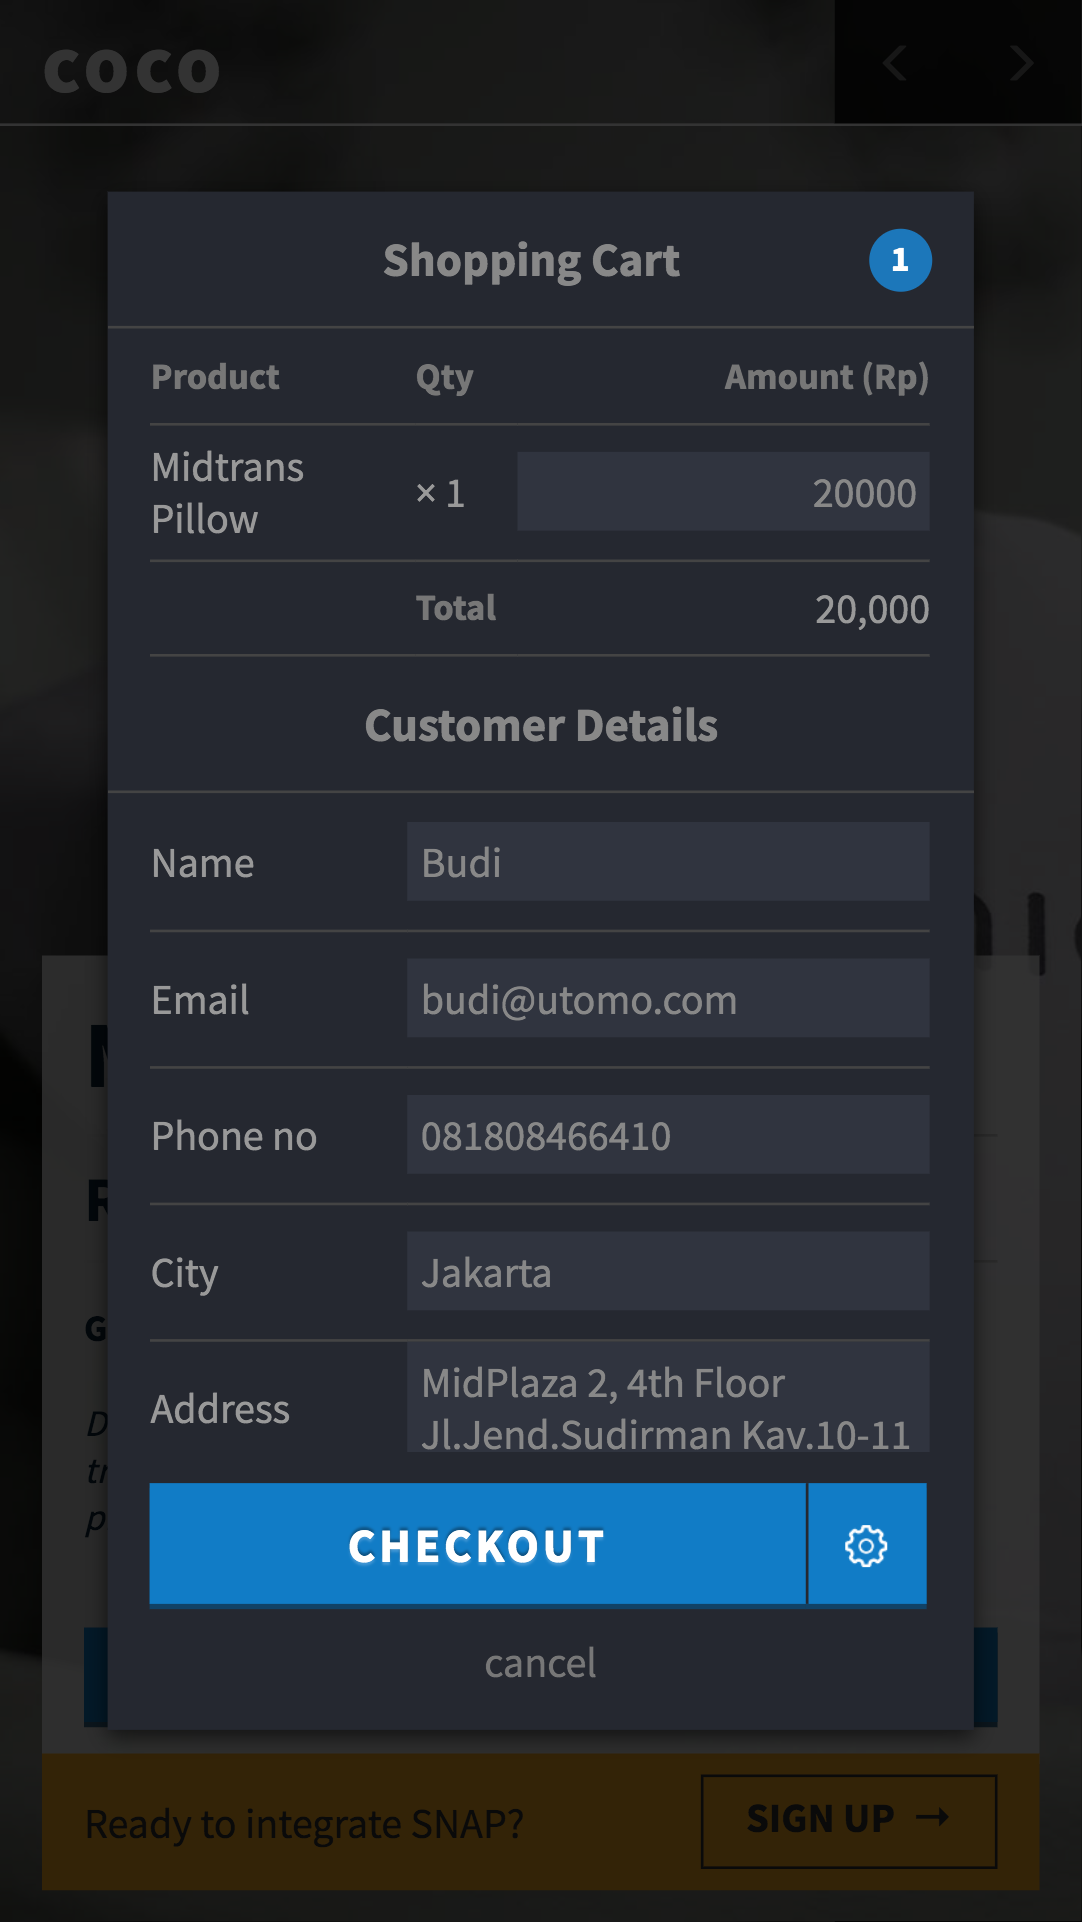 COCO
Shopping Cart 1
Product Qty Amount (Rp)
Midtrans
Pillow
× 1 20000
Total 20,000
Customer Details
Name Budi
Email budi@utomo.com
Phone no 081808466410
City Jakarta
Address
MidPlaza 2, 4th Floor
Jl.Jend.Sudirman Kav.10-11
CHECKOUT
cancel
Ready to integrate SNAP?
SIGN UP →